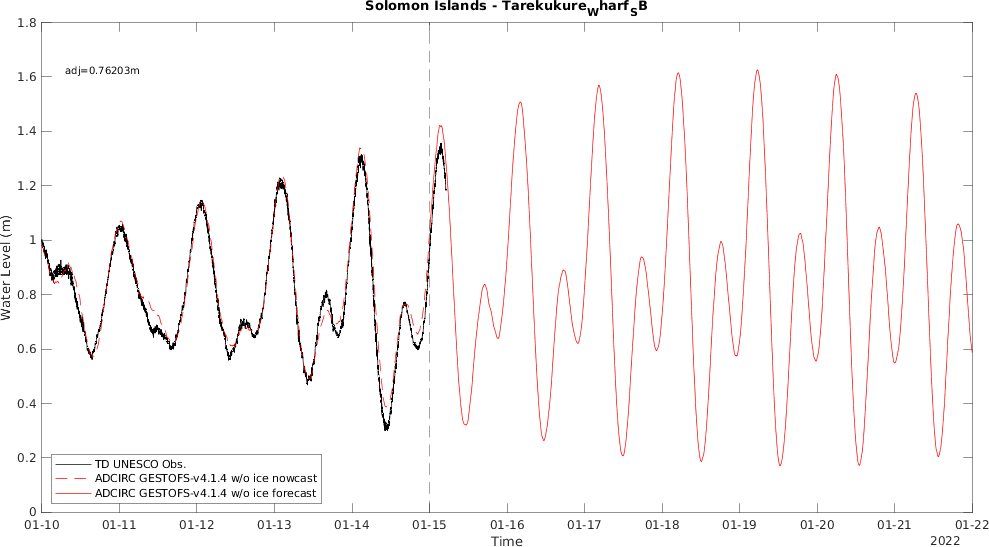 Solomon Islands - TarekukureWharfSB
1.8
1.6
1.4
1.2
1
0.8
0.6
0.4
0.2
0
Water Level (m)
adj=0.76203m
TD UNESCO Obs.
ADCIRC GESTOFS-v4.1.4 w/o ice nowcast
ADCIRC GESTOFS-v4.1.4 w/o ice forecast
01-10 01-11 01-12 01-13 01-14 01-15 01-16 01-17 01-18 01-19 01-20 01-21 01-22
Time
2022